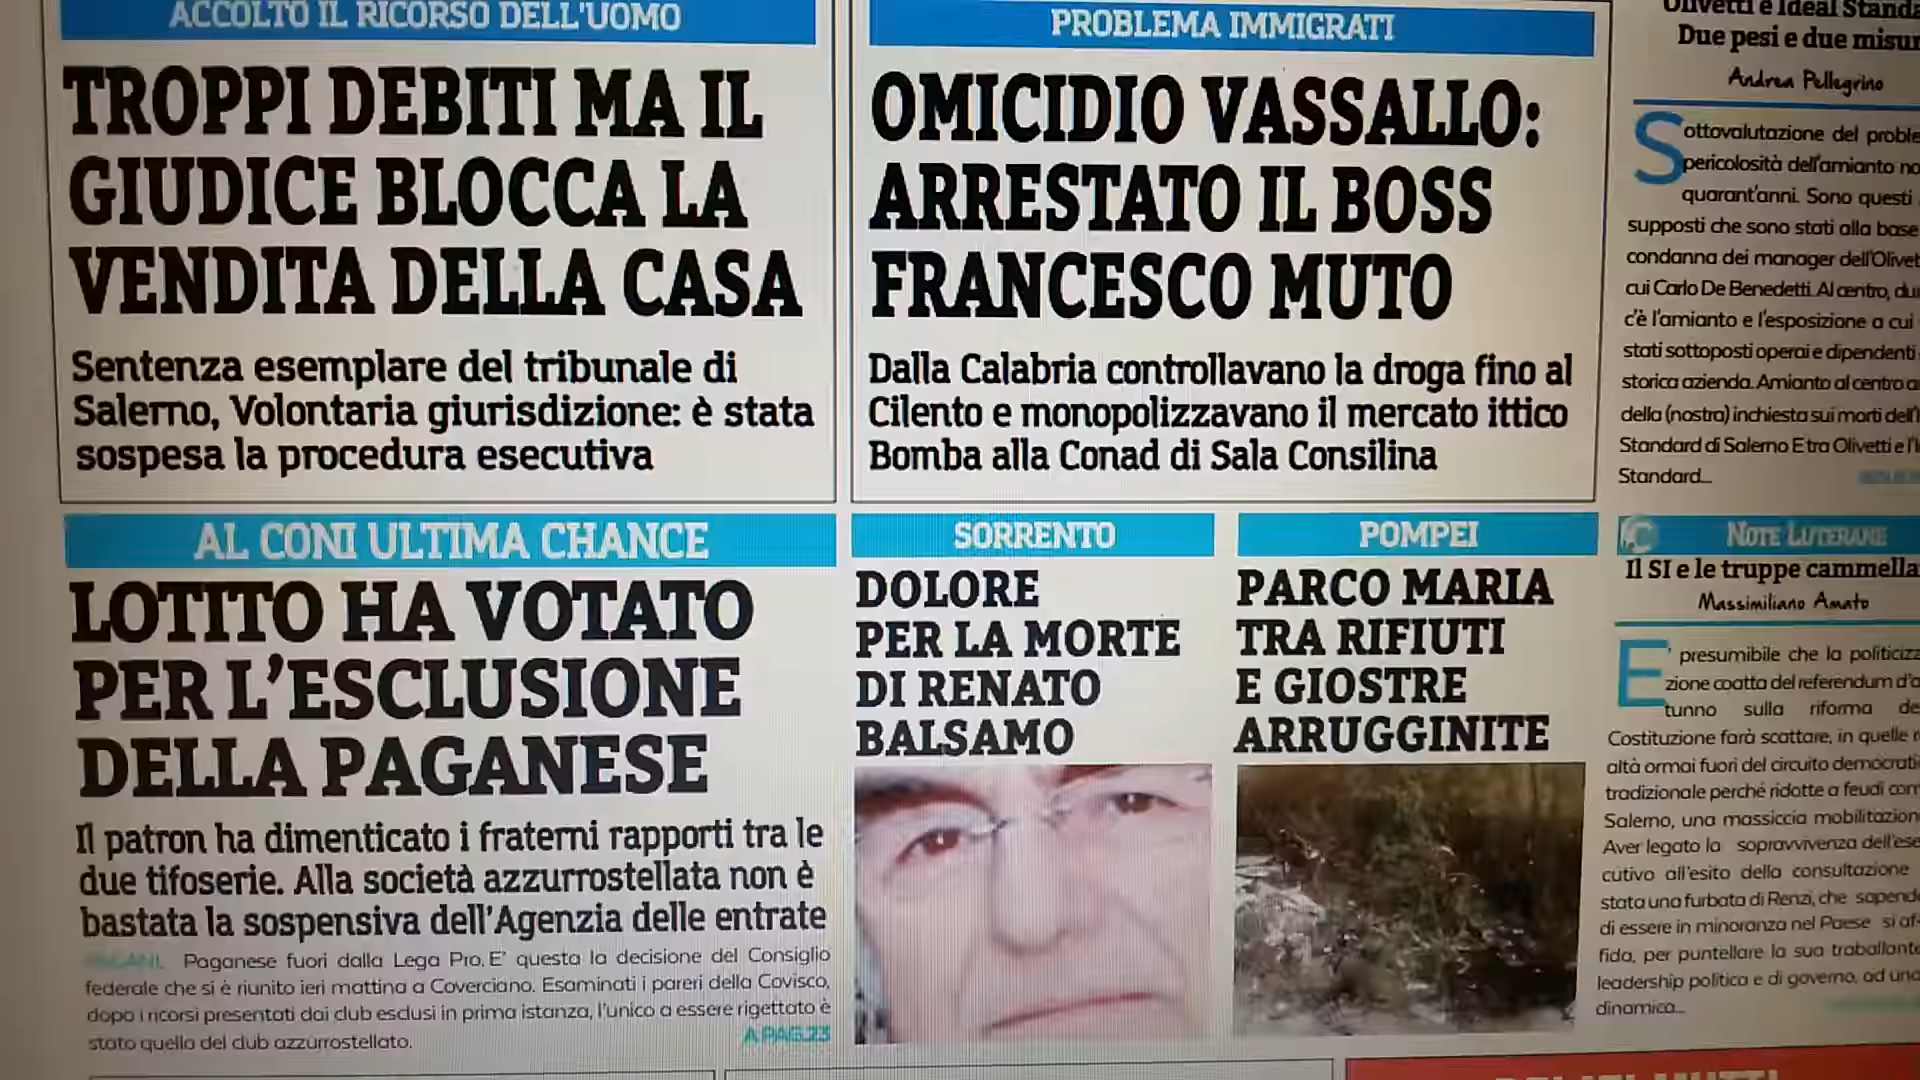 ACCOLTO IL RICORSO DELL'UOMO
TROPPI DEBITI MA IL
GIUDICE BLOCCA LA
VENDITA DELLA CASA
Sentenza esemplare del tribunale di
Salerno, Volontaria giurisdizione: è stata
sospesa la procedura esecutiva
PROBLEMA IMMIGRATI
OMICIDIO VASSALLO:
ARRESTATO IL BOSS
FRANCESCO MUTO
Dalla Calabria controllavano la droga fino al
Cilento e monopolizzavano il mercato ittico
Bomba alla Conad di Sala Consilina
Olivetti e Ideal Standa
Due pesi e due misur
Andrea Pellegrino
Sottovalutazione del proble
pericolosità dell'amianto no
quarant'anni. Sono questi
supposti che sono stati alla base
condanna dei manager dell'Olivet
cui Carlo De Benedetti. Al centro, du
c'è l'amianto e l'esposizione a cui
stati sottoposti operai e dipendenti
storica azienda. Amianto al centro a
della (nostra) inchiesta sui morti dell'I
Standard di Salerno E tra Olivetti e l'I
Standard...
AL CONI ULTIMA CHANCE
LOTITO HA VOTATO
PER L'ESCLUSIONE
DELLA PAGANESE
Il patron ha dimenticato i fraterni rapporti tra le
due tifoserie. Alla società azzurrostellata non è
bastata la sospensiva dell'Agenzia delle entrate
PAGANI. Paganese fuori dalla Lega Pro. E' questa la decisione del Consiglio
federale che si è riunito ieri mattina a Coverciano. Esaminati i pareri della Covisco,
dopo i ricorsi presentati dai club esclusi in prima istanza, l'unico a essere rigettato è
stato quello del club azzurrostellato.
A PAG.23
SORRENTO
DOLORE
PER LA MORTE
DI RENATO
BALSAMO
POMPEI
PARCO MARIA
TRA RIFIUTI
E GIOSTRE
ARRUGGINITE
NOTE LUTERANE
Il SI e le truppe cammella
Massimiliano Amato
E' presumibile che la politicizz
zione coatta del referendum d'a
tunno sulla riforma de
Costituzione farà scattare, in quelle r
altà ormai fuori del circuito democrati
tradizionale perché ridotte a feudi com
Salerno, una massiccia mobilitazion
Aver legato la sopravvivenza dell'ese
cutivo all'esito della consultazione
stata una furbata di Renzi, che sapend
di essere in minoranza nel Paese si af-
fida, per puntellare la sua traballante
leadership politica e di governo, ad una
dinamica...